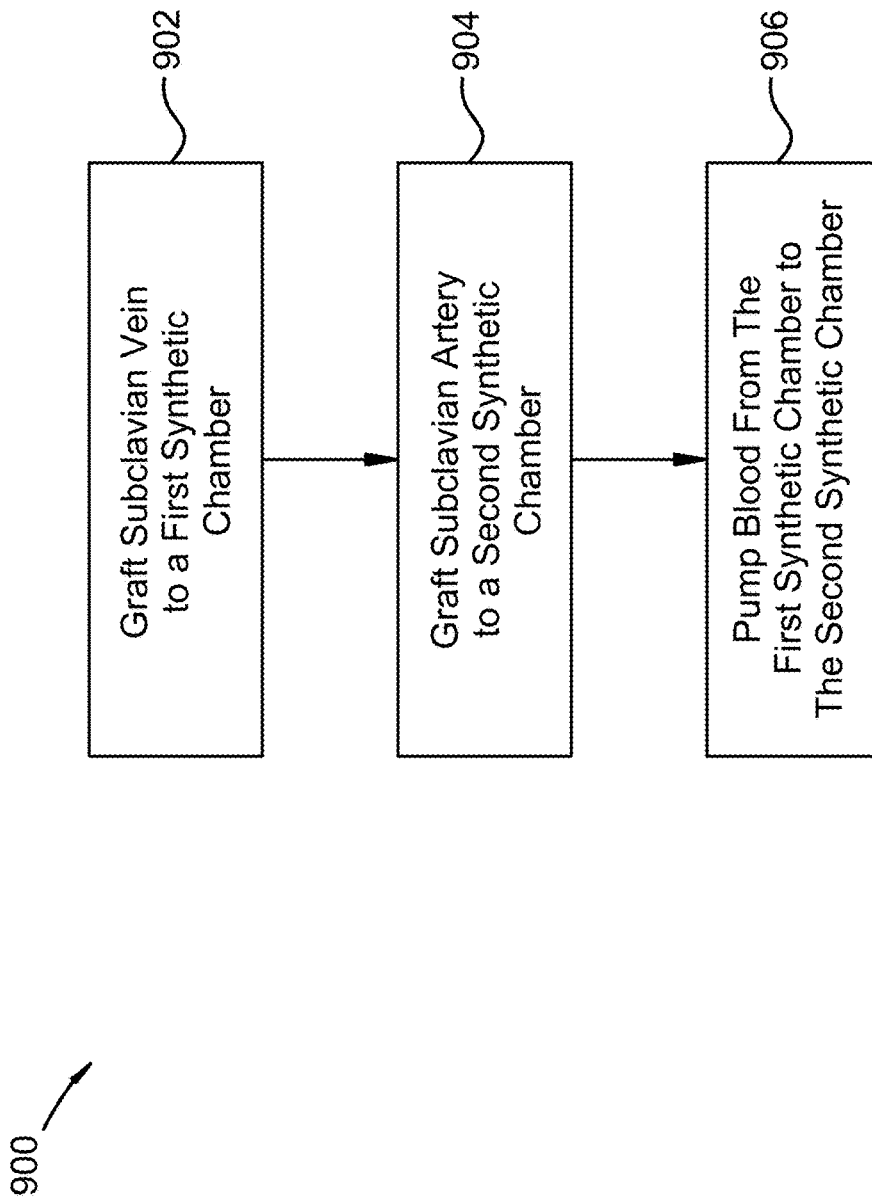 900
Graft Subclavian Vein
to a First Synthetic
Chamber
902
Graft Subclavian Artery
to a Second Synthetic
Chamber
904
Pump Blood From The
First Synthetic Chamber to
The Second Synthetic Chamber
906